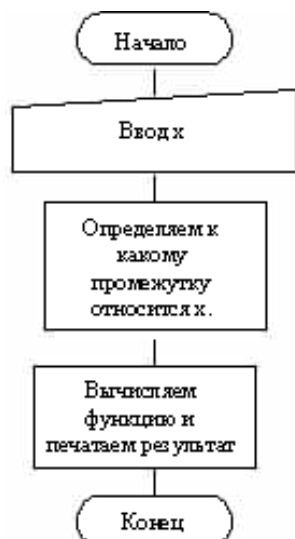 Начало
Ввод х
Определяем к
какому
промежутку
относится х.
Вычисляем
функцию и
печатаем результат
Конец